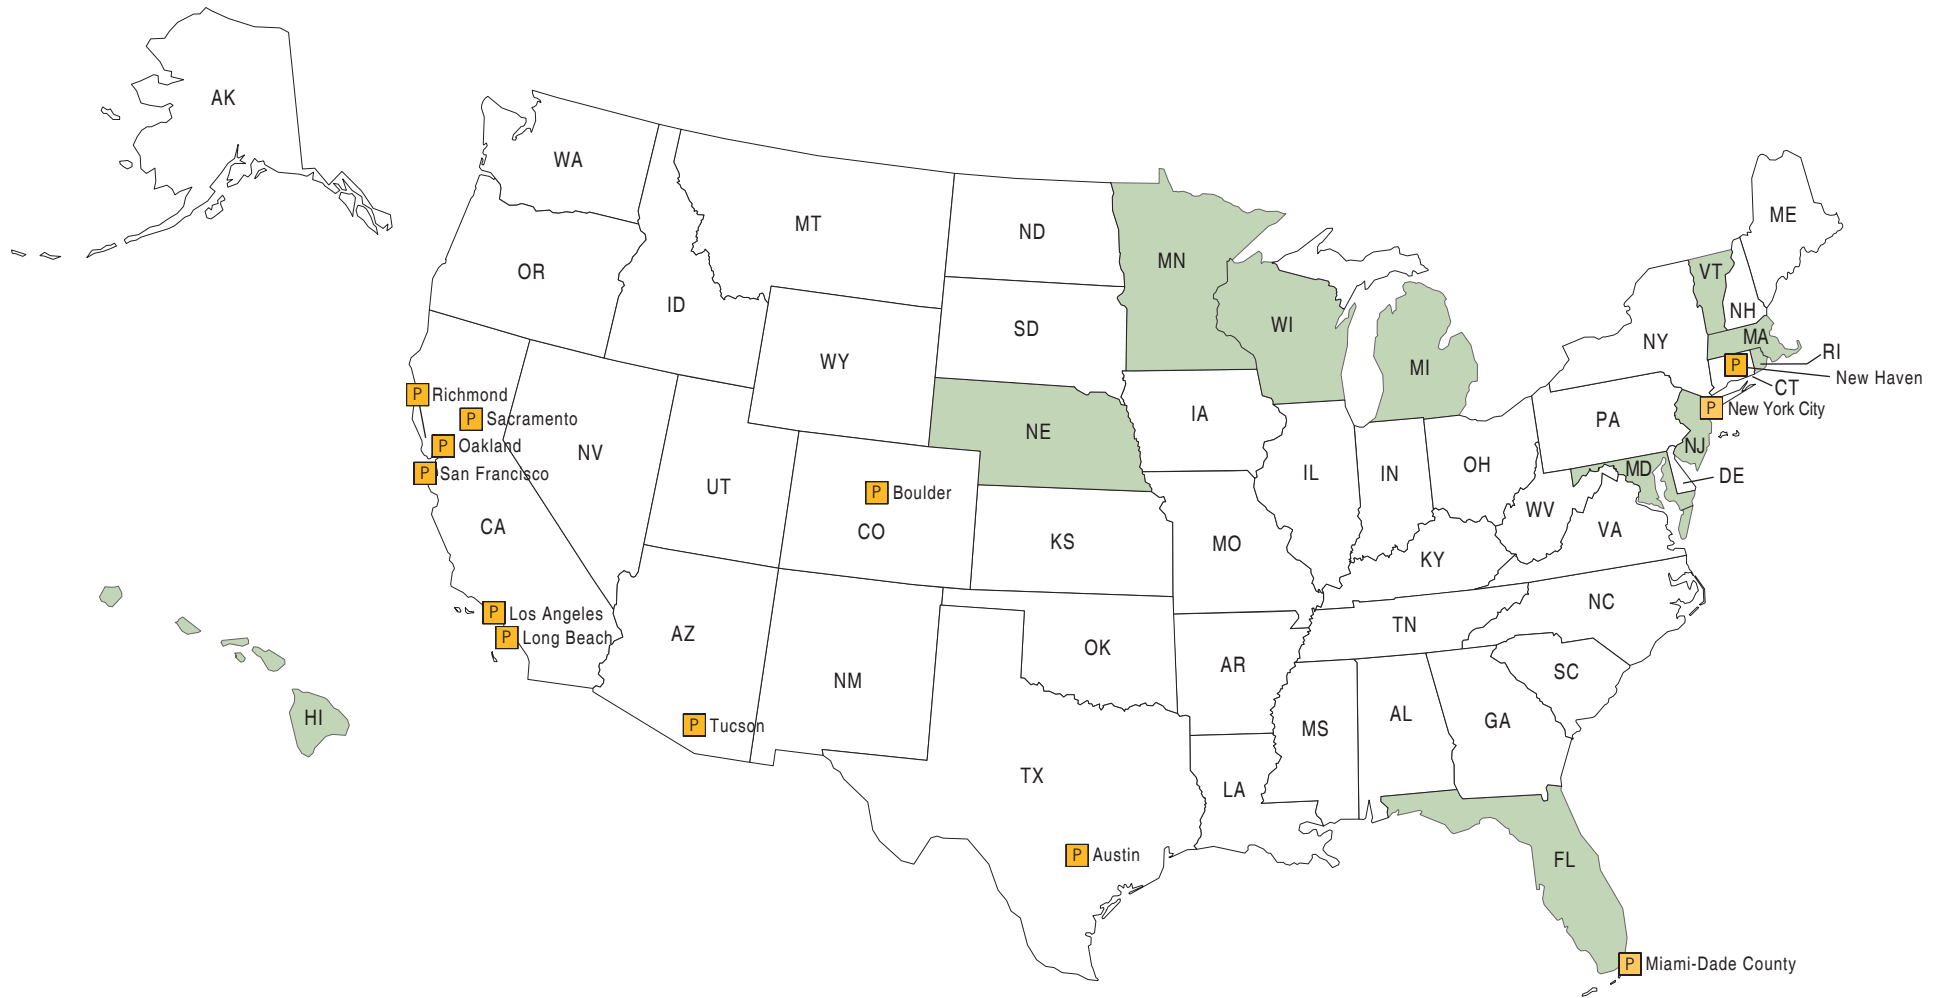 AK
WA
ME
MT
ND
MN
VT
OR
ID
NH
SD
WI
MA
NY
RI
WY
MI
P
P New Haven
CT
P Richmond
P New York City
IA
P Sacramento
PA
NE
P Oakland
NJ
NV
OH
MD
IL
IN
P San Francisco
DE
UT
P Boulder
WV
CA
CO
VA
KS
MO
KY
NC
P Los Angeles
TN
AZ
P Long Beach
OK
AR
SC
NM
HI
AL
GA
P Tucson
MS
TX
LA
P Austin
FL
P Miami-Dade County